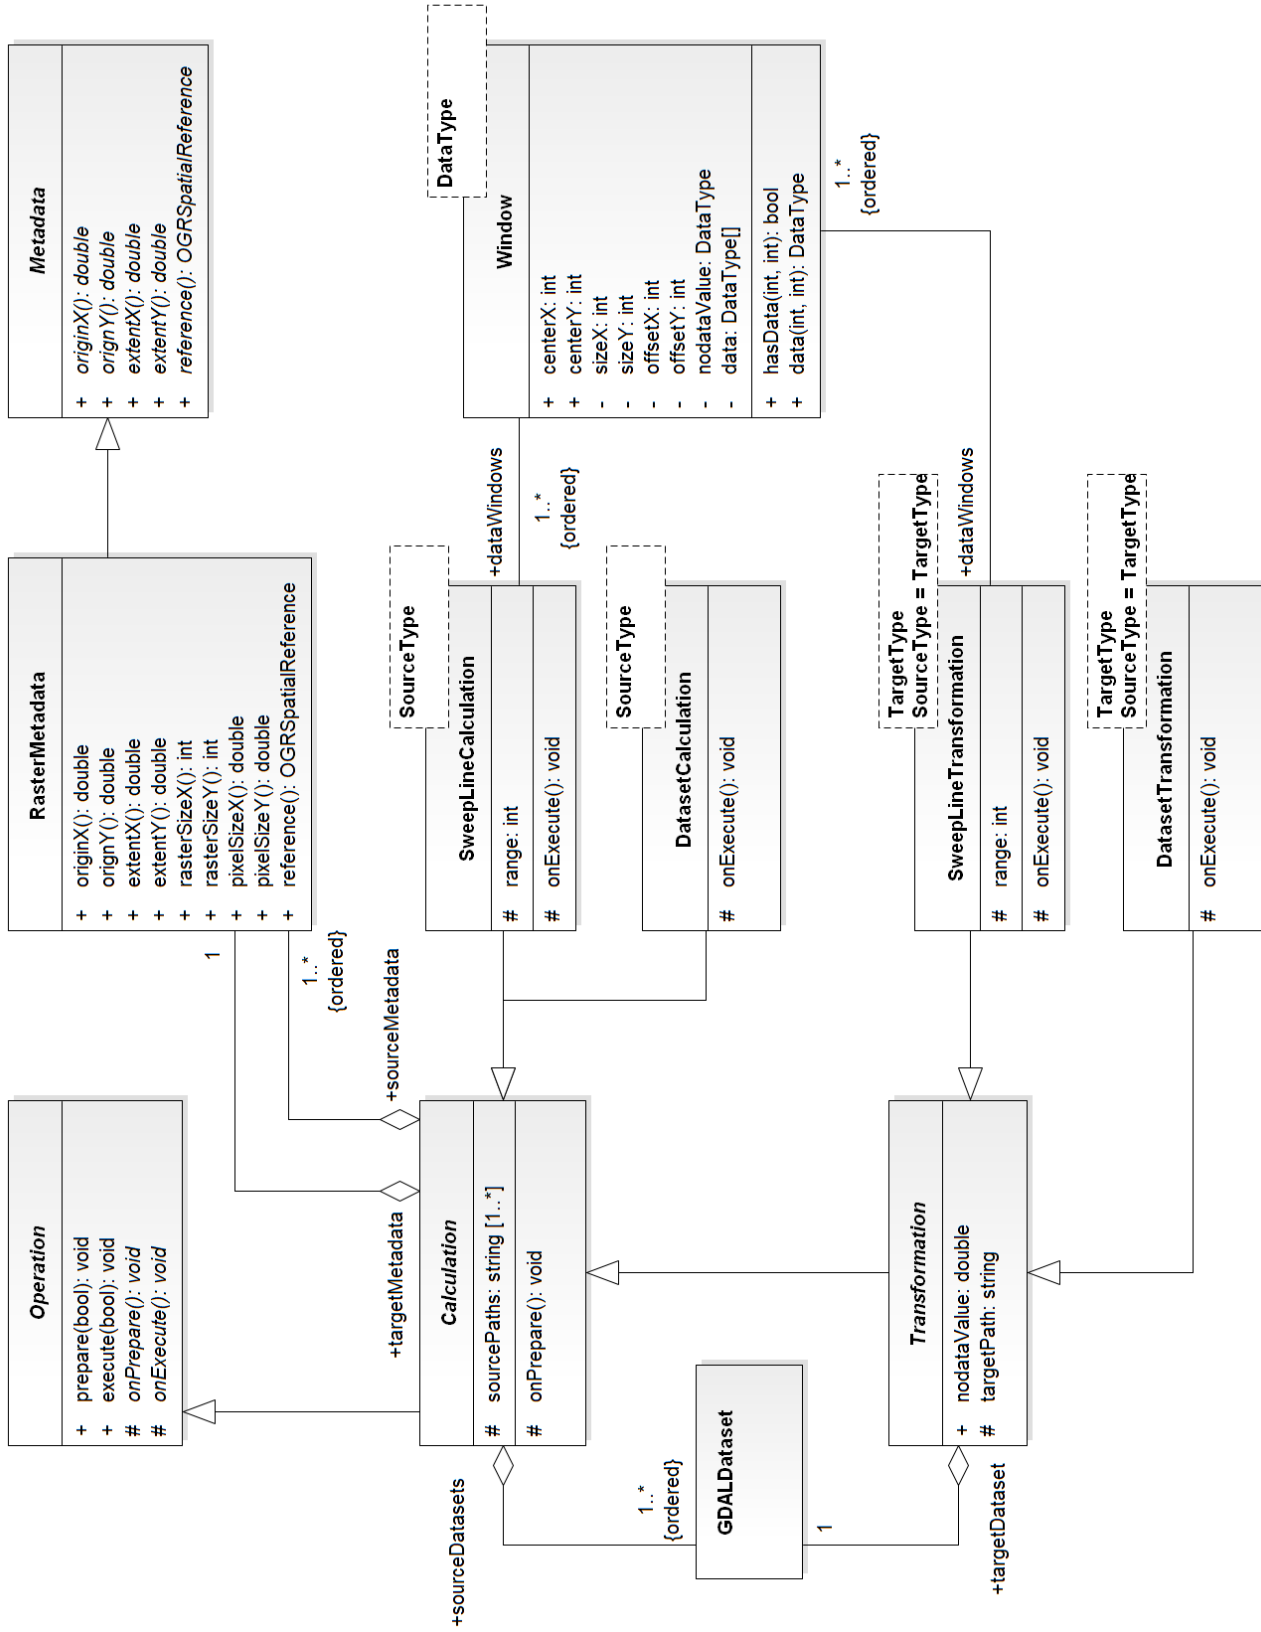 Operation
+ prepare(bool): void
+ execute(bool): void
# onPrepare(): void
# onExecute(): void
RasterMetadata
+ originX(): double
+ orignY(): double
+ extentX(): double
+ extentY(): double
+ rasterSizeX(): int
+ rasterSizeY(): int
+ pixelSizeX(): double
+ pixelSizeY(): double
+ reference(): OGRSpatialReference
Metadata
+ originX(): double
+ orignY(): double
+ extentX(): double
+ extentY(): double
+ reference(): OGRSpatialReference
1
1..*
{ordered}
+targetMetadata
+sourceMetadata
Calculation
# sourcePaths: string [1..*]
# onPrepare(): void
SourceType
SweepLineCalculation
# range: int
# onExecute(): void
+dataWindows
1..*
{ordered}
DataType
Window
+ centerX: int
+ centerY: int
- sizeX: int
- sizeY: int
- offsetX: int
- offsetY: int
- nodataValue: DataType
- data: DataType[]
+ hasData(int, int): bool
+ data(int, int): DataType
1..*
{ordered}
SourceType
DatasetCalculation
# onExecute(): void
+sourceDatasets
1..*
{ordered}
GDALDataset
1
+targetDataset
Transformation
+ nodataValue: double
# targetPath: string
TargetType
SourceType = TargetType
SweepLineTransformation
# range: int
# onExecute(): void
+dataWindows
TargetType
SourceType = TargetType
DatasetTransformation
# onExecute(): void